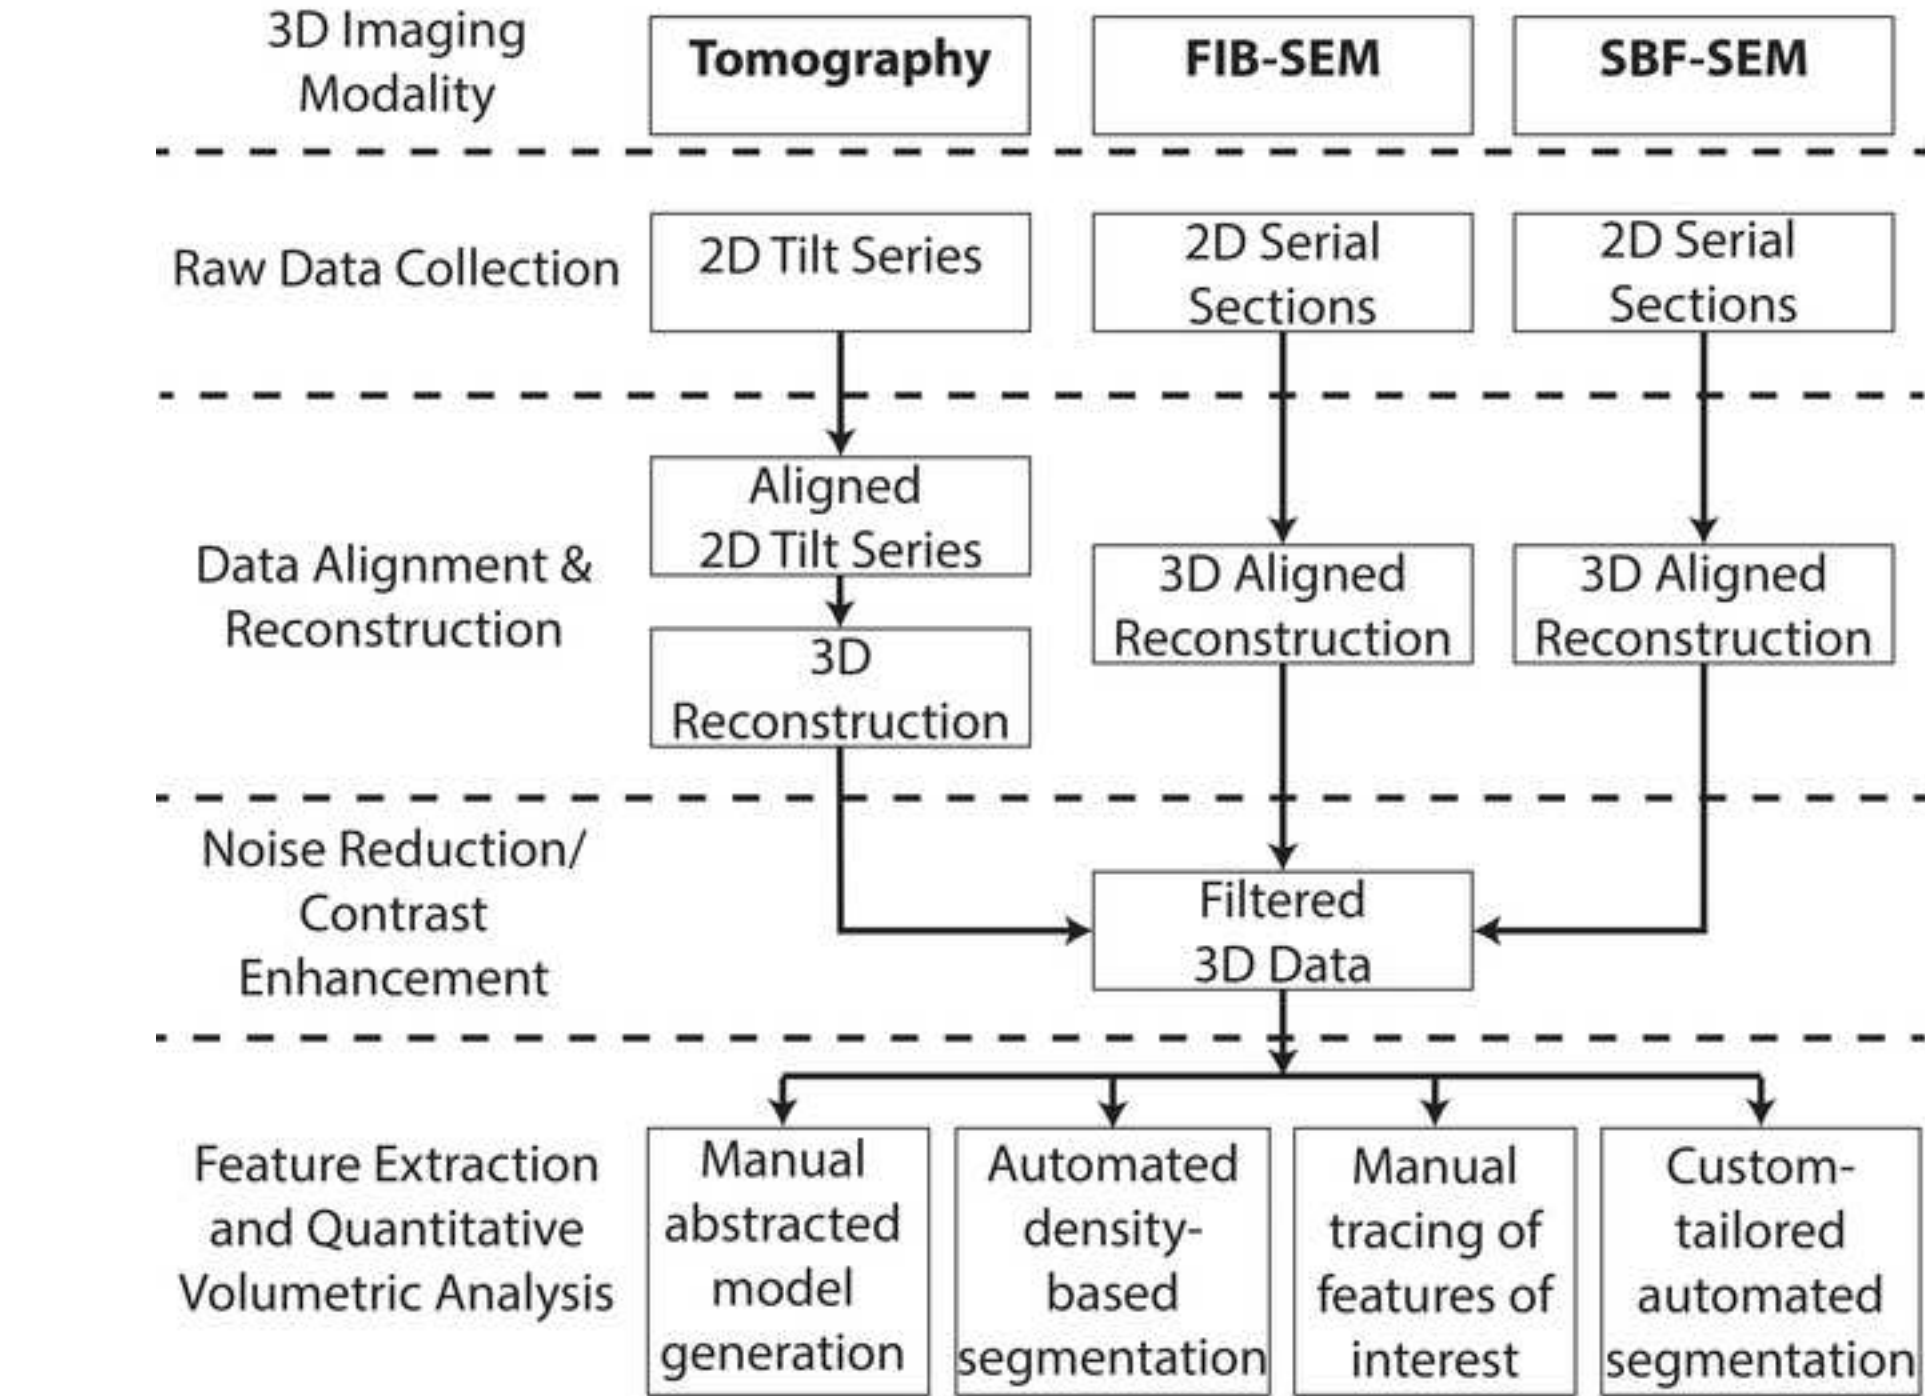 3D Imaging
Modality
Tomography
FIB-SEM
SBF-SEM
Raw Data Collection
2D Tilt Series
2D Serial
Sections
2D Serial
Sections
Data Alignment &
Reconstruction
Aligned
2D Tilt Series
3D
Reconstruction
3D Aligned
Reconstruction
3D Aligned
Reconstruction
Noise Reduction/
Contrast
Enhancement
Filtered
3D Data
Feature Extraction
and Quantitative
Volumetric Analysis
Manual
abstracted
model
generation
Automated
density-
based
segmentation
Manual
tracing of
features of
interest
Custom-
tailored
automated
segmentation